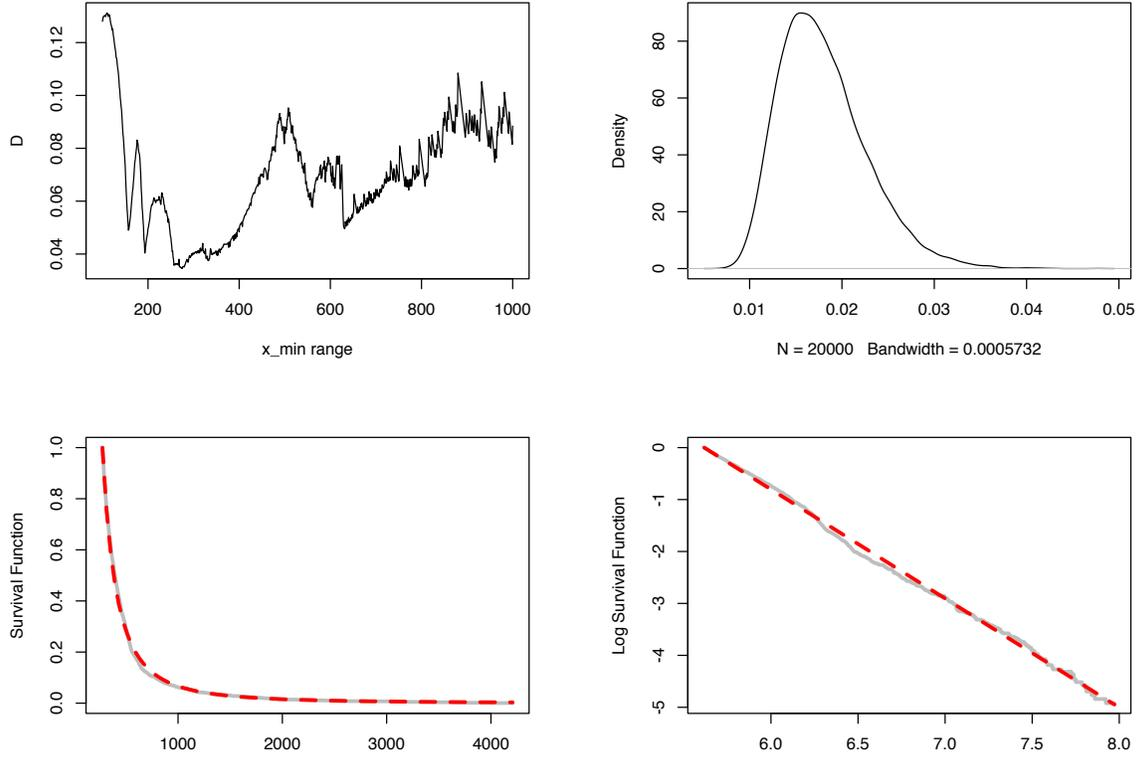 D
0.12
0.10
0.08
0.06
0.04
200 400 600 800 1000
x_min range
Density
80
60
40
20
0
0.01 0.02 0.03 0.04 0.05
N = 20000 Bandwidth = 0.0005732
Survival Function
1.0
0.8
0.6
0.4
0.2
0.0
1000 2000 3000 4000
Log Survival Function
0
-1
-2
-3
-4
-5
6.0 6.5 7.0 7.5 8.0